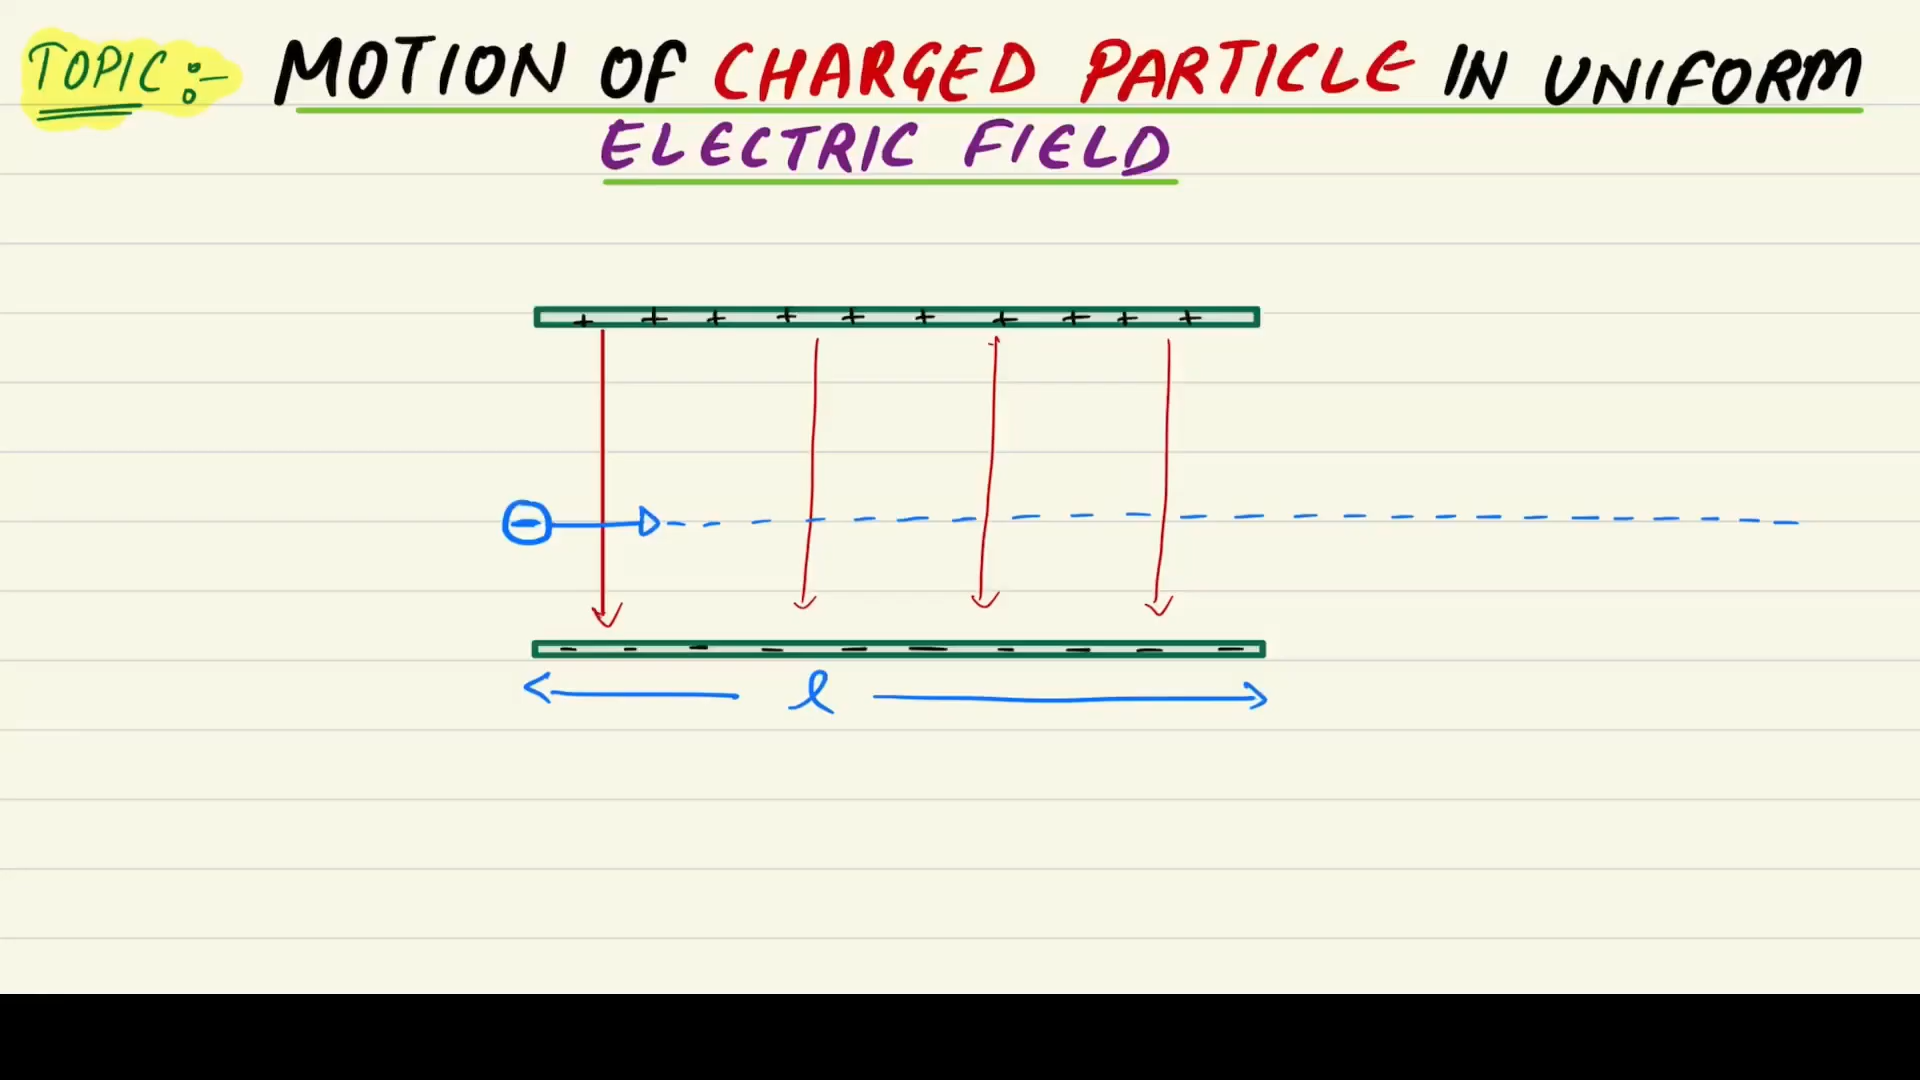 TOPIC:- MOTION OF CHARGED PARTICLE IN UNIFORM
ELECTRIC FIELD
+ + + + + + + + + +
-
- - - - - - - - - -
l